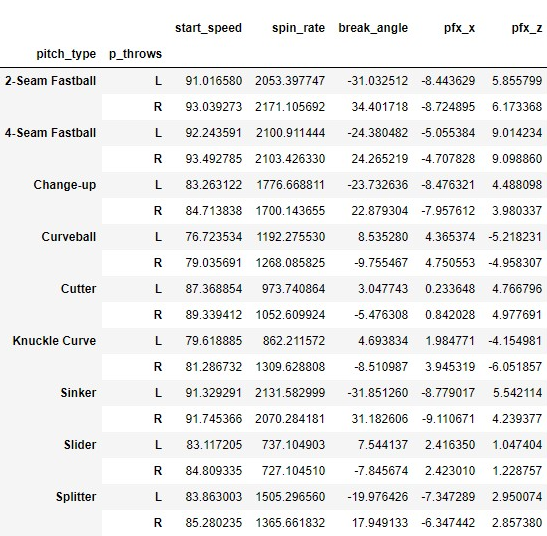 start_speed spin_rate break_angle pfx_x pfx_z
pitch_type p_throws
2-Seam Fastball L 91.016580 2053.397747 -31.032512 -8.443629 5.855799
R 93.039273 2171.105692 34.401718 -8.724895 6.173368
4-Seam Fastball L 92.243591 2100.911444 -24.380482 -5.055384 9.014234
R 93.492785 2103.426330 24.265219 -4.707828 9.098860
Change-up L 83.263122 1776.668811 -23.732636 -8.476321 4.488098
R 84.713838 1700.143655 22.879304 -7.957612 3.980337
Curveball L 76.723534 1192.275530 8.535280 4.365374 -5.218231
R 79.035691 1268.085825 -9.755467 4.750553 -4.958307
Cutter L 87.368854 973.740864 3.047743 0.233648 4.766796
R 89.339412 1052.609924 -5.476308 0.842028 4.977691
Knuckle Curve L 79.618885 862.211572 4.693834 1.984771 -4.154981
R 81.286732 1309.628808 -8.510987 3.945319 -6.051857
Sinker L 91.329291 2131.582999 -31.851260 -8.779017 5.542114
R 91.745366 2070.284181 31.182606 -9.110671 4.239377
Slider L 83.117205 737.104903 7.544137 2.416350 1.047404
R 84.809335 727.104510 -7.845674 2.423010 1.228757
Splitter L 83.863003 1505.296560 -19.976426 -7.347289 2.950074
R 85.280235 1365.661832 17.949133 -6.347442 2.857380